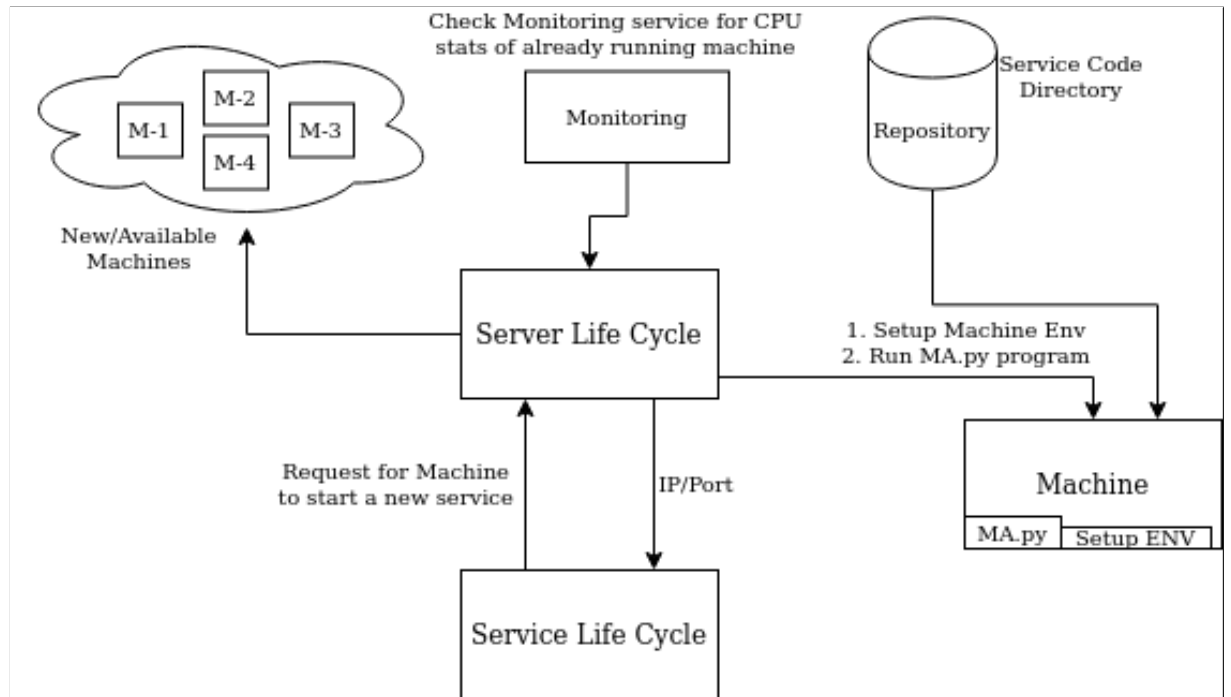 Check Monitoring service for CPU
stats of already running machine
M-1
M-2
M-3
M-4
Monitoring
Repository
Service Code
Directory
New/Available
Machines
Server Life Cycle
1. Setup Machine Env
2. Run MA.py program
Request for Machine
to start a new service
IP/Port
Machine
MA.py
Setup ENV
Service Life Cycle